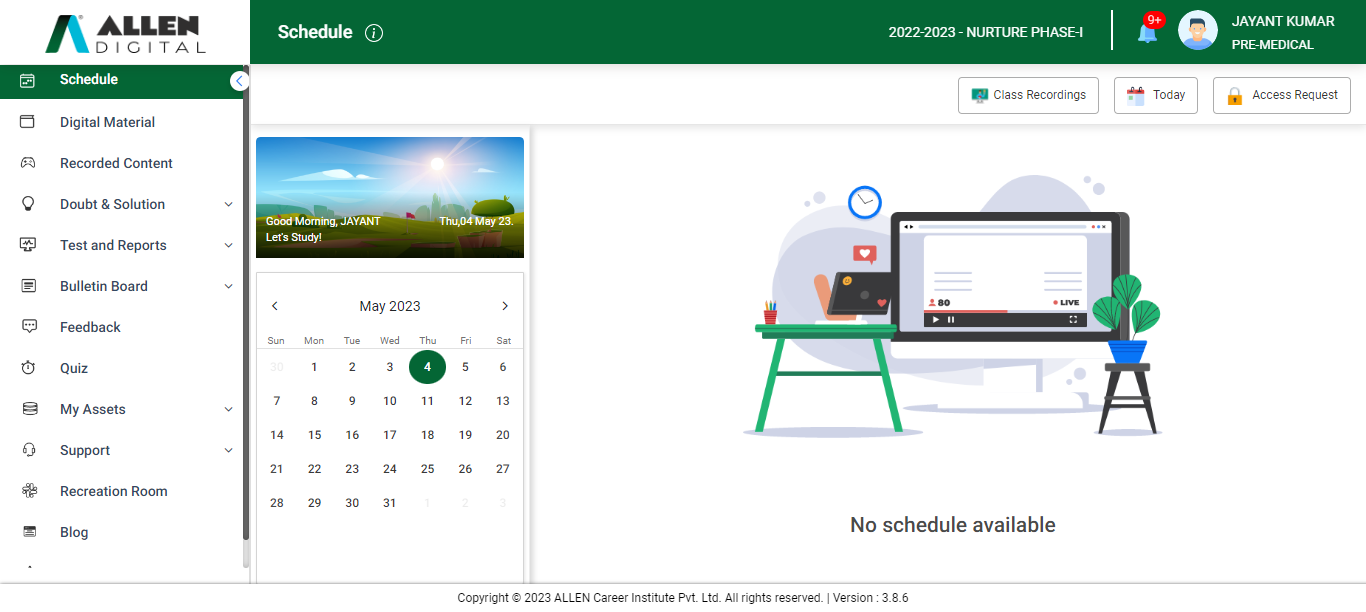 ALLEN
DIGITAL
Schedule
2022-2023 - NURTURE PHASE-I
9+
JAYANT KUMAR
PRE-MEDICAL
Schedule
Digital Material
Recorded Content
Doubt & Solution
Test and Reports
Bulletin Board
Feedback
Quiz
My Assets
Support
Recreation Room
Blog
Class Recordings
Today
Access Request
Good Morning, JAYANT
Thu,04 May 23.
Let's Study!
May 2023
Sun Mon Tue Wed Thu Fri Sat
30 1 2 3 4 5 6
7 8 9 10 11 12 13
14 15 16 17 18 19 20
21 22 23 24 25 26 27
28 29 30 31 1 2 3
80
LIVE
No schedule available
Copyright © 2023 ALLEN Career Institute Pvt. Ltd. All rights reserved. | Version : 3.8.6